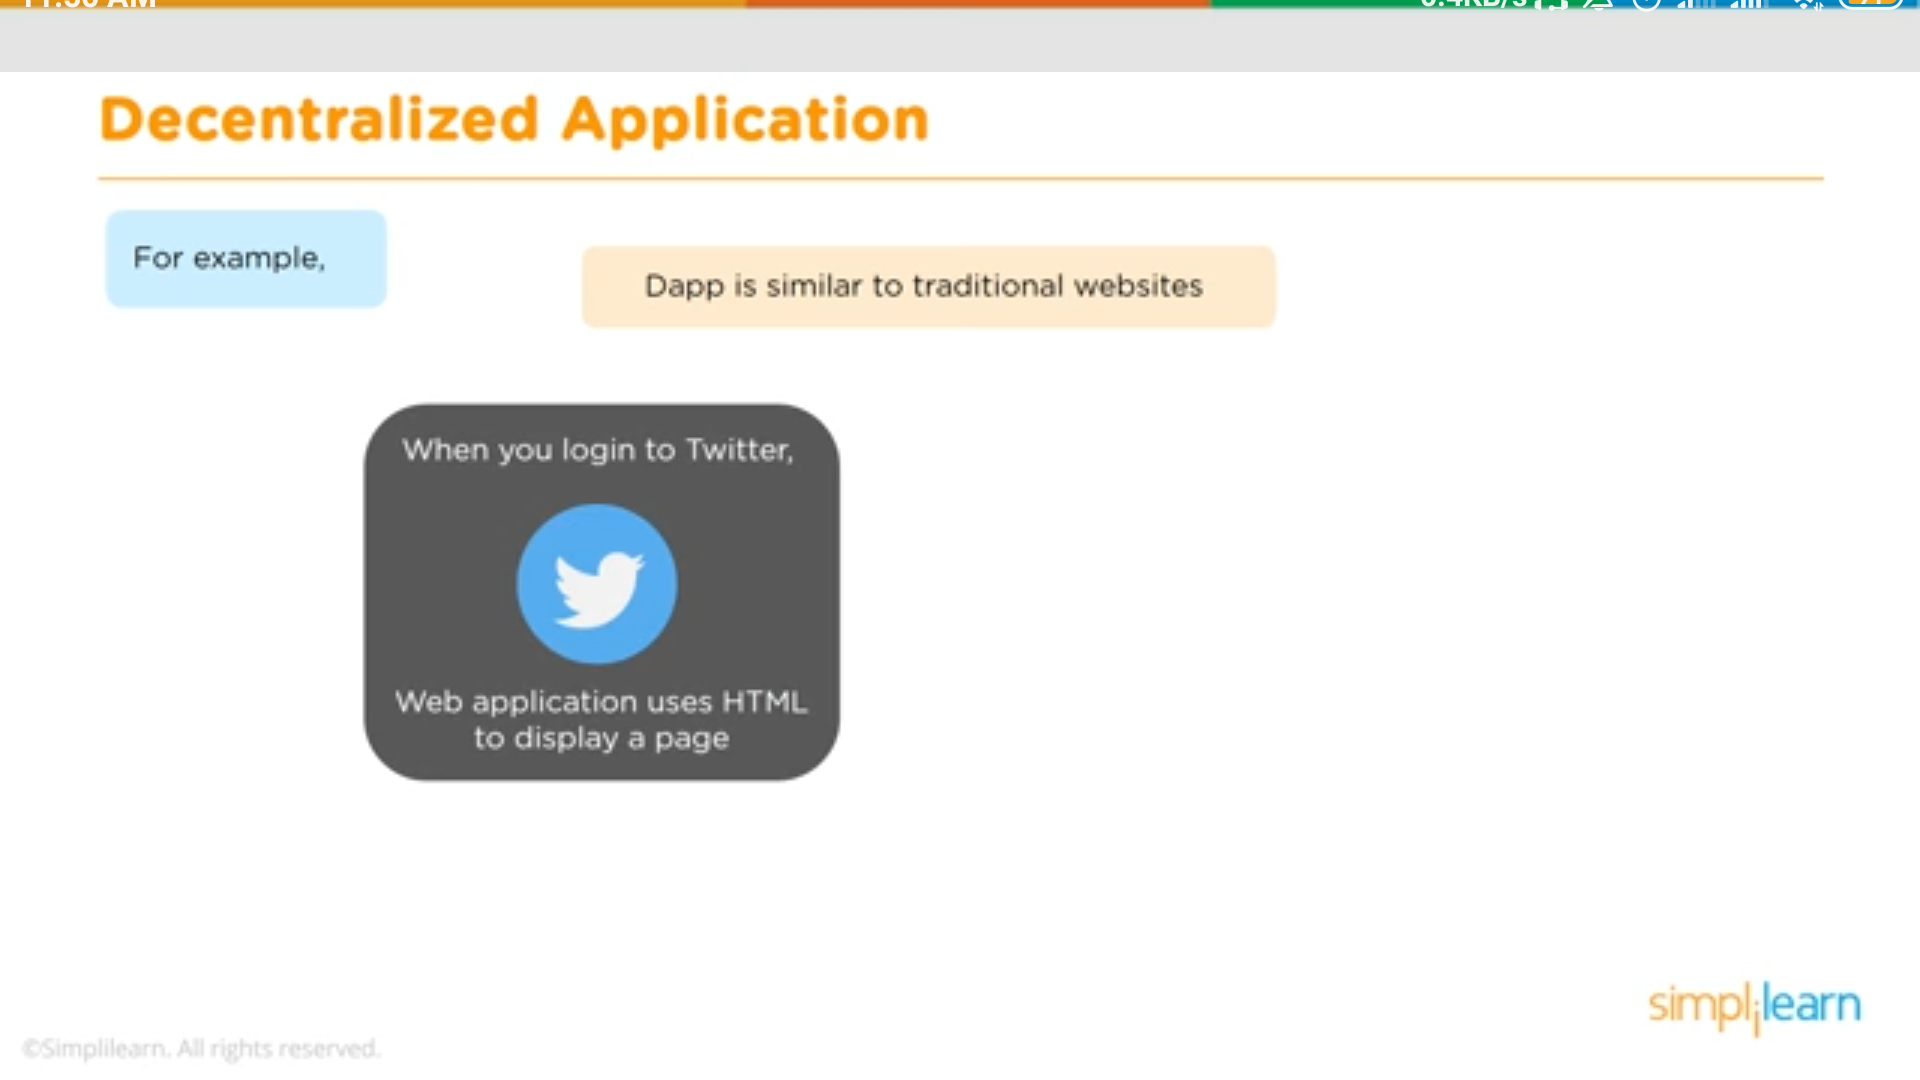 Decentralized Application
For example,
Dapp is similar to traditional websites
When you login to Twitter,
Web application uses HTML
to display a page
simplilearn
©Simplilearn. All rights reserved.